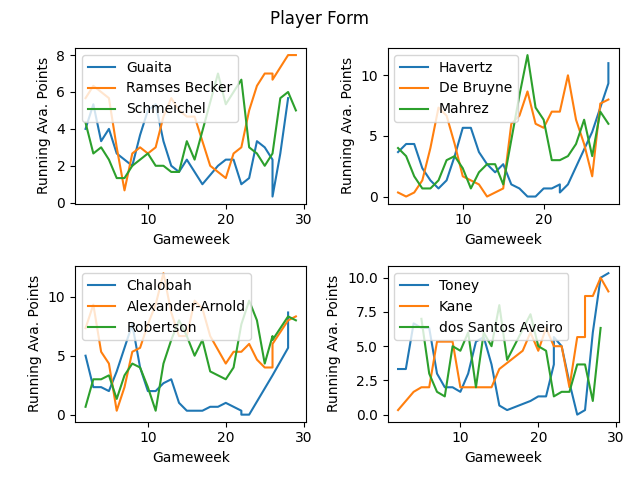 Player Form
Running Ava. Points
8
6
4
2
0
Guaita
Ramses Becker
Schmeichel
10
20
30
Gameweek
Running Ava. Points
10
5
0
Havertz
De Bruyne
Mahrez
10
20
Gameweek
Running Ava. Points
10
5
0
Chalobah
Alexander-Arnold
Robertson
10
20
30
Gameweek
Running Ava. Points
10.0
7.5
5.0
2.5
0.0
Toney
Kane
dos Santos Aveiro
10
20
30
Gameweek